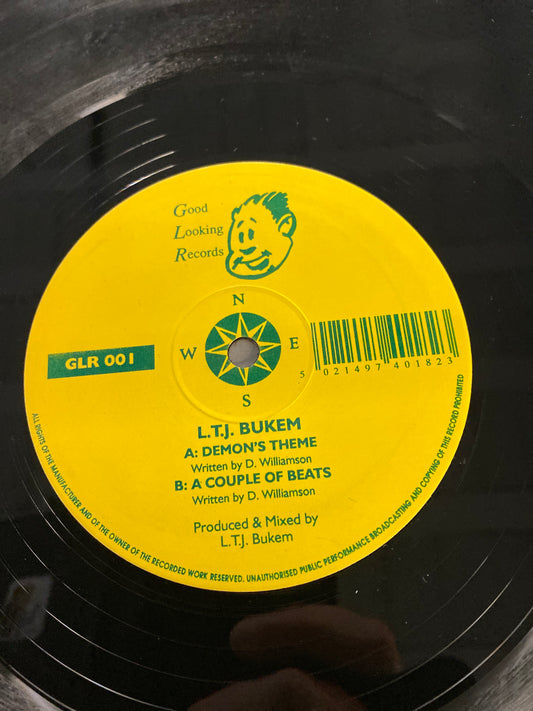 Good
Looking
Records
N
W E
S
GLR 001
5 021497 401823
L.T.J. BUKEM
A: DEMON'S THEME
Written by D. Williamson
B: A COUPLE OF BEATS
Written by D. Williamson
Produced & Mixed by
L.T.J. Bukem
ALL RIGHTS OF THE MANUFACTURER AND OF THE OWNER OF THE RECORDED WORK RESERVED. UNAUTHORISED PUBLIC PERFORMANCE BROADCASTING AND COPYING OF THIS RECORD PROHIBITED